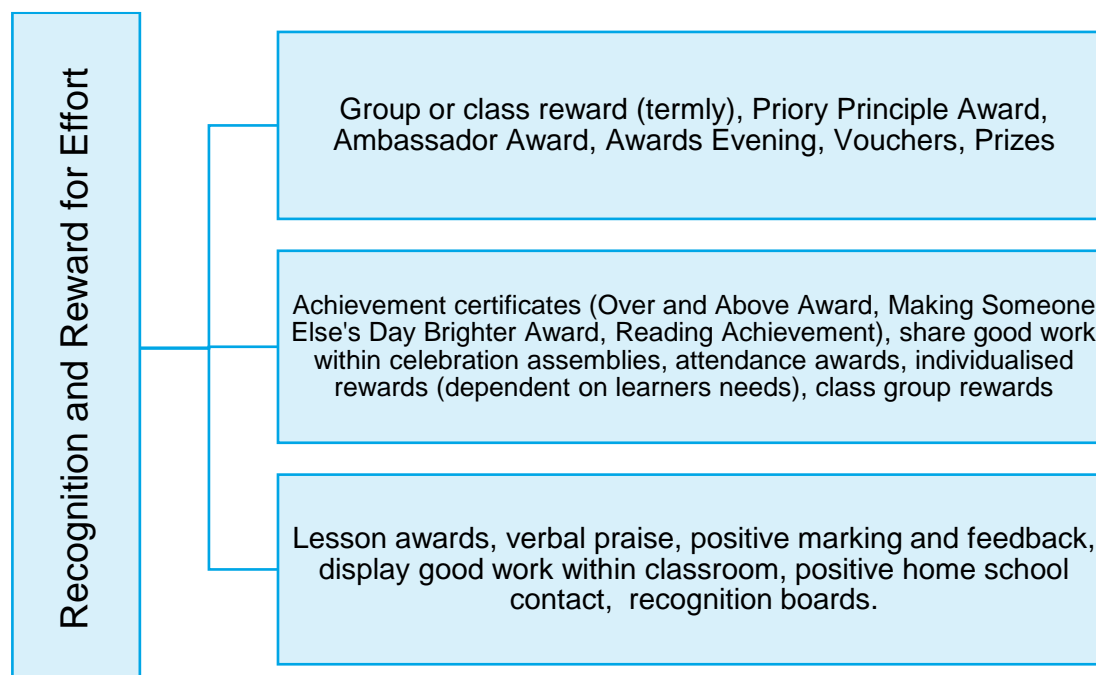 Recognition and Reward for Effort
Group or class reward (termly), Priory Principle Award,
Ambassador Award, Awards Evening, Vouchers, Prizes
Achievement certificates (Over and Above Award, Making Someone
Else's Day Brighter Award, Reading Achievement), share good work
within celebration assemblies, attendance awards, individualised
rewards (dependent on learners needs), class group rewards
Lesson awards, verbal praise, positive marking and feedback,
display good work within classroom, positive home school
contact,  recognition boards.